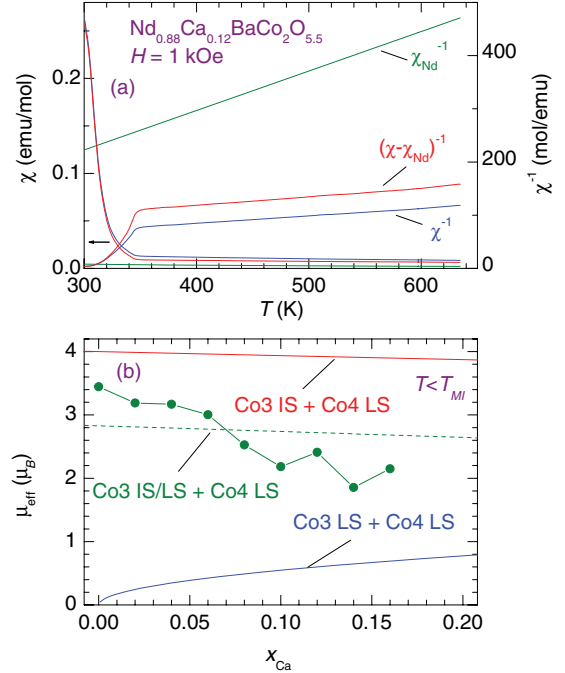 Nd0.88Ca0.12BaCo2O5.5
H = 1 kOe
(a)
χNd-1
(χ-χNd)-1
χ-1
χ (emu/mol)
0.2
0.1
0.0
χ-1 (mol/emu)
400
200
0
300 400 500 600
T (K)
(b)
T<TMI
Co3 IS + Co4 LS
Co3 IS/LS + Co4 LS
Co3 LS + Co4 LS
μeff (μB)
4
3
2
1
0
0.00 0.05 0.10 0.15 0.20
xCa